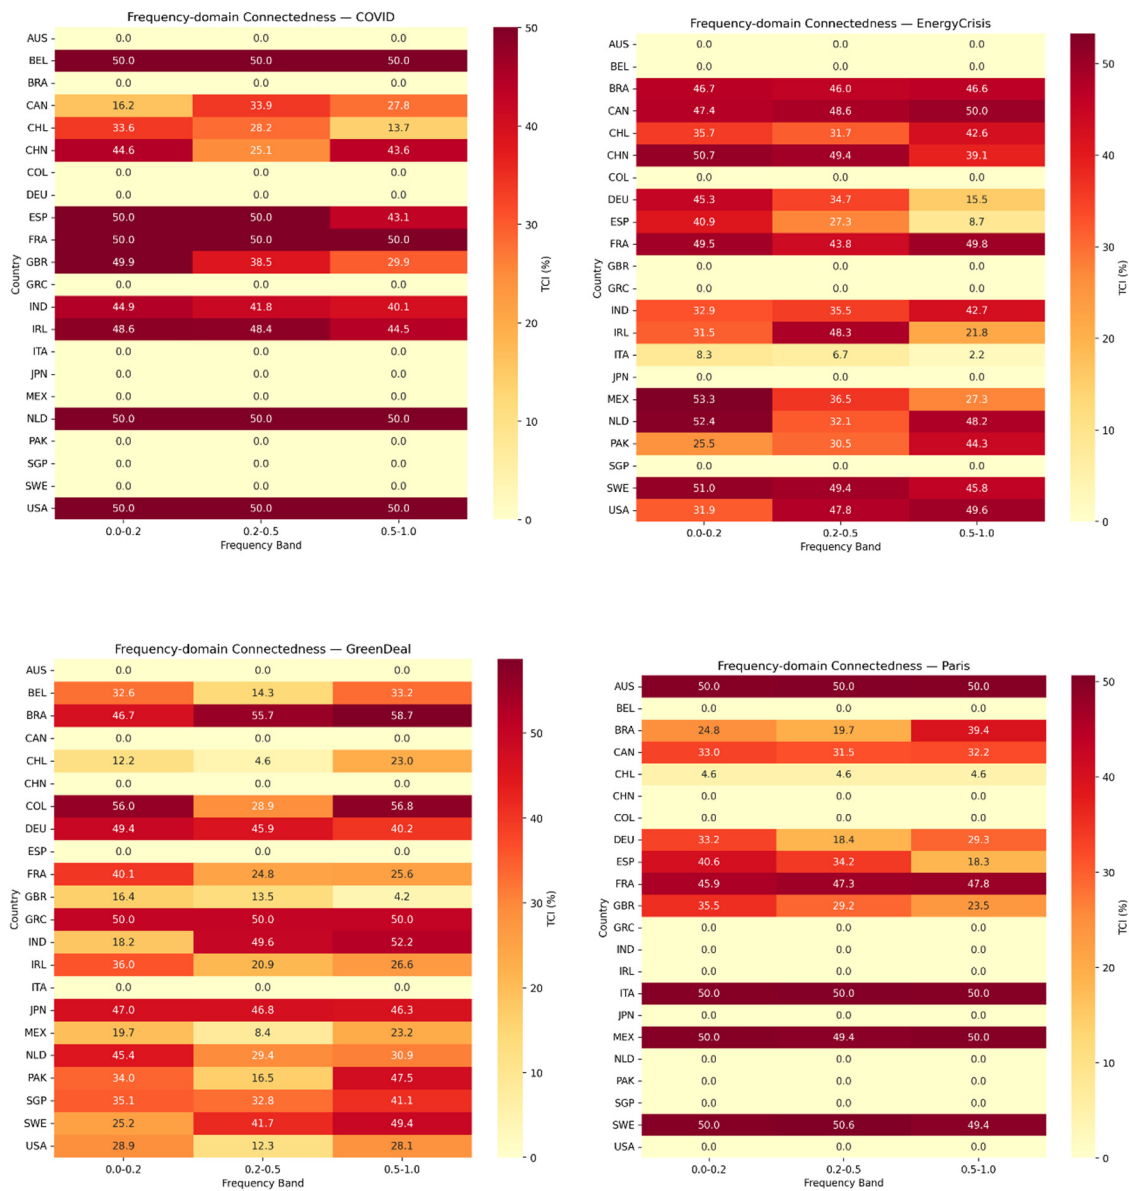 Frequency-domain Connectedness — COVID
AUS 0.0 0.0 0.0
BEL 50.0 50.0 50.0
BRA 0.0 0.0 0.0
CAN 16.2 33.9 27.8
CHL 33.6 28.2 13.7
CHN 44.6 25.1 43.6
COL 0.0 0.0 0.0
DEU 0.0 0.0 0.0
ESP 50.0 50.0 43.1
FRA 50.0 50.0 50.0
GBR 49.9 38.5 29.9
GRC 0.0 0.0 0.0
IND 44.9 41.8 40.1
IRL 48.6 48.4 44.5
ITA 0.0 0.0 0.0
JPN 0.0 0.0 0.0
MEX 0.0 0.0 0.0
NLD 50.0 50.0 50.0
PAK 0.0 0.0 0.0
SGP 0.0 0.0 0.0
SWE 0.0 0.0 0.0
USA 50.0 50.0 50.0
0.0-0.2 0.2-0.5 0.5-1.0
Frequency Band
Country
50
40
30
20
10
0
TCI (%)
Frequency-domain Connectedness — EnergyCrisis
AUS 0.0 0.0 0.0
BEL 0.0 0.0 0.0
BRA 46.7 46.0 46.6
CAN 47.4 48.6 50.0
CHL 35.7 31.7 42.6
CHN 50.7 49.4 39.1
COL 0.0 0.0 0.0
DEU 45.3 34.7 15.5
ESP 40.9 27.3 8.7
FRA 49.5 43.8 49.8
GBR 0.0 0.0 0.0
GRC 0.0 0.0 0.0
IND 32.9 35.5 42.7
IRL 31.5 48.3 21.8
ITA 8.3 6.7 2.2
JPN 0.0 0.0 0.0
MEX 53.3 36.5 27.3
NLD 52.4 32.1 48.2
PAK 25.5 30.5 44.3
SGP 0.0 0.0 0.0
SWE 51.0 49.4 45.8
USA 31.9 47.8 49.6
0.0-0.2 0.2-0.5 0.5-1.0
Frequency Band
Country
50
40
30
20
10
0
TCI (%)
Frequency-domain Connectedness — GreenDeal
AUS 0.0 0.0 0.0
BEL 32.6 14.3 33.2
BRA 46.7 55.7 58.7
CAN 0.0 0.0 0.0
CHL 12.2 4.6 23.0
CHN 0.0 0.0 0.0
COL 56.0 28.9 56.8
DEU 49.4 45.9 40.2
ESP 0.0 0.0 0.0
FRA 40.1 24.8 25.6
GBR 16.4 13.5 4.2
GRC 50.0 50.0 50.0
IND 18.2 49.6 52.2
IRL 36.0 20.9 26.6
ITA 0.0 0.0 0.0
JPN 47.0 46.8 46.3
MEX 19.7 8.4 23.2
NLD 45.4 29.4 30.9
PAK 34.0 16.5 47.5
SGP 35.1 32.8 41.1
SWE 25.2 41.7 49.4
USA 28.9 12.3 28.1
0.0-0.2 0.2-0.5 0.5-1.0
Frequency Band
Country
50
40
30
20
10
0
TCI (%)
Frequency-domain Connectedness — Paris
AUS 50.0 50.0 50.0
BEL 0.0 0.0 0.0
BRA 24.8 19.7 39.4
CAN 33.0 31.5 32.2
CHL 4.6 4.6 4.6
CHN 0.0 0.0 0.0
COL 0.0 0.0 0.0
DEU 33.2 18.4 29.3
ESP 40.6 34.2 18.3
FRA 45.9 47.3 47.8
GBR 35.5 29.2 23.5
GRC 0.0 0.0 0.0
IND 0.0 0.0 0.0
IRL 0.0 0.0 0.0
ITA 50.0 50.0 50.0
JPN 0.0 0.0 0.0
MEX 50.0 49.4 50.0
NLD 0.0 0.0 0.0
PAK 0.0 0.0 0.0
SGP 0.0 0.0 0.0
SWE 50.0 50.6 49.4
USA 0.0 0.0 0.0
0.0-0.2 0.2-0.5 0.5-1.0
Frequency Band
Country
50
40
30
20
10
0
TCI (%)